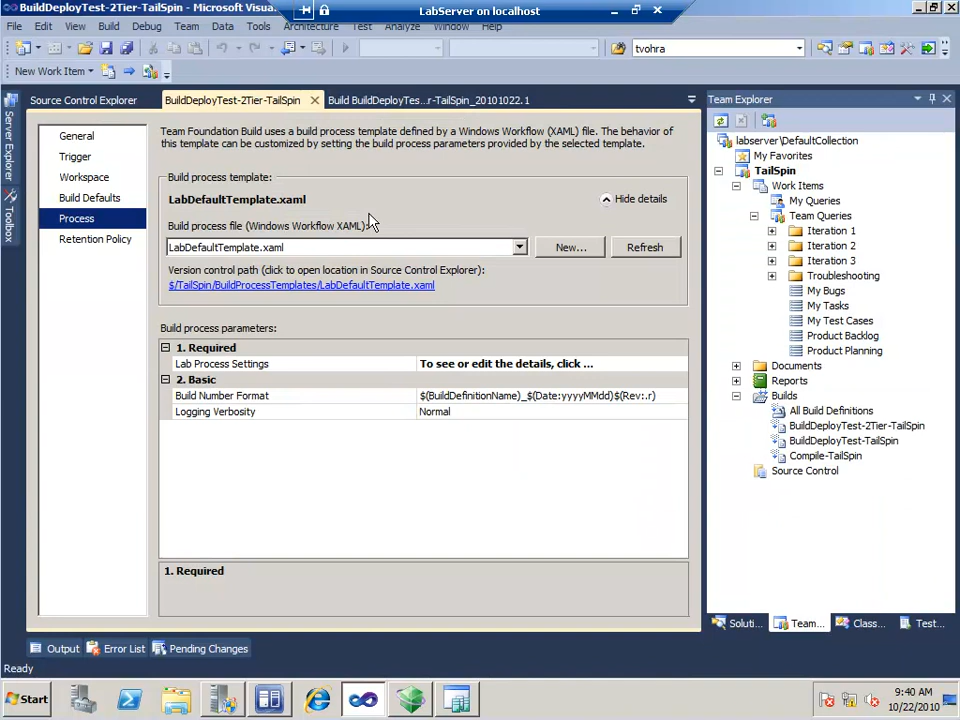 BuildDeployTest-2Tier-TailSpin - Microsoft Visua.
LabServer on localhost
File Edit View Build Debug Team Data Tools Architecture Test Analyze Window Help
tvohra
New Work Item
Source Control Explorer
BuildDeployTest-2Tier-TailSpin
Build BuildDeployTes...r-TailSpin_20101022.1
Server Explorer
Toolbox
General
Trigger
Workspace
Build Defaults
Process
Retention Policy
Team Foundation Build uses a build process template defined by a Windows Workflow (XAML) file. The behavior of
this template can be customized by setting the build process parameters provided by the selected template.
Build process template:
LabDefaultTemplate.xaml
Hide details
Build process file (Windows Workflow XAML):
LabDefaultTemplate.xaml
New...
Refresh
Version control path (click to open location in Source Control Explorer):
$/TailSpin/BuildProcessTemplates/LabDefaultTemplate.xaml
Build process parameters:
1. Required
Lab Process Settings To see or edit the details, click ...
2. Basic
Build Number Format $(BuildDefinitionName)_$(Date:yyyyMMdd)$(Rev:.r)
Logging Verbosity Normal
1. Required
Team Explorer
labserver\DefaultCollection
My Favorites
TailSpin
Work Items
My Queries
Team Queries
Iteration 1
Iteration 2
Iteration 3
Troubleshooting
My Bugs
My Tasks
My Test Cases
Product Backlog
Product Planning
Documents
Reports
Builds
All Build Definitions
BuildDeployTest-2Tier-TailSpin
BuildDeployTest-TailSpin
Compile-TailSpin
Source Control
Soluti... Team... Class... Test...
Output Error List Pending Changes
Ready
Start
9:40 AM
10/22/2010